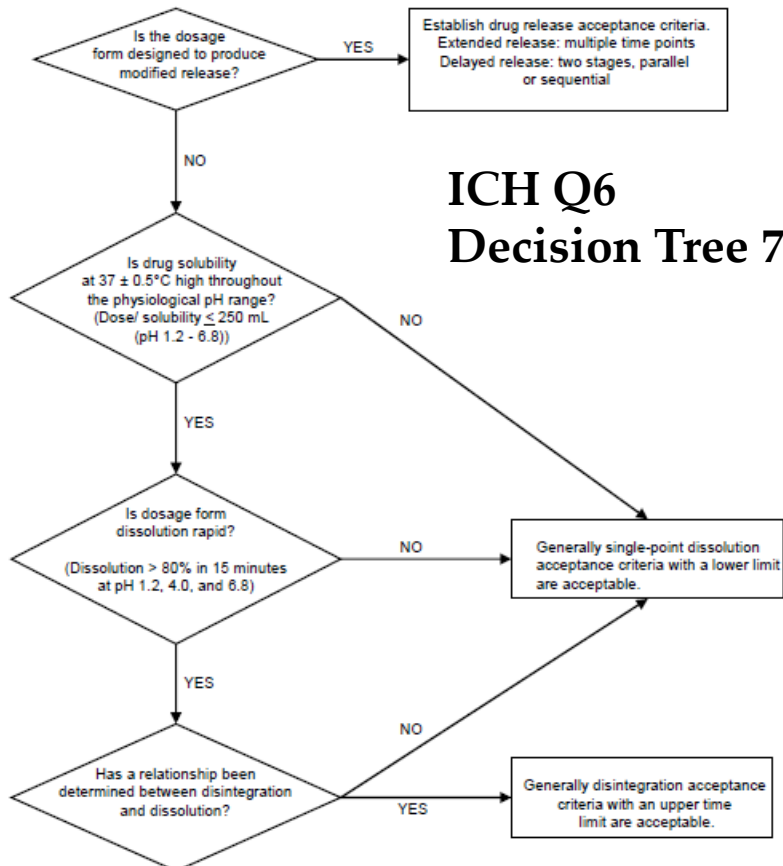 Is the dosage
form designed to produce
modified release?
YES
Establish drug release acceptance criteria.
Extended release: multiple time points
Delayed release: two stages, parallel
or sequential
NO
ICH Q6
Decision Tree 7
Is drug solubility
at 37 ± 0.5°C high throughout
the physiological pH range?
(Dose/ solubility ≤ 250 mL
(pH 1.2 - 6.8))
NO
YES
Is dosage form
dissolution rapid?
(Dissolution > 80% in 15 minutes
at pH 1.2, 4.0, and 6.8)
NO
Generally single-point dissolution
acceptance criteria with a lower limit
are acceptable.
YES
NO
Has a relationship been
determined between disintegration
and dissolution?
YES
Generally disintegration acceptance
criteria with an upper time
limit are acceptable.